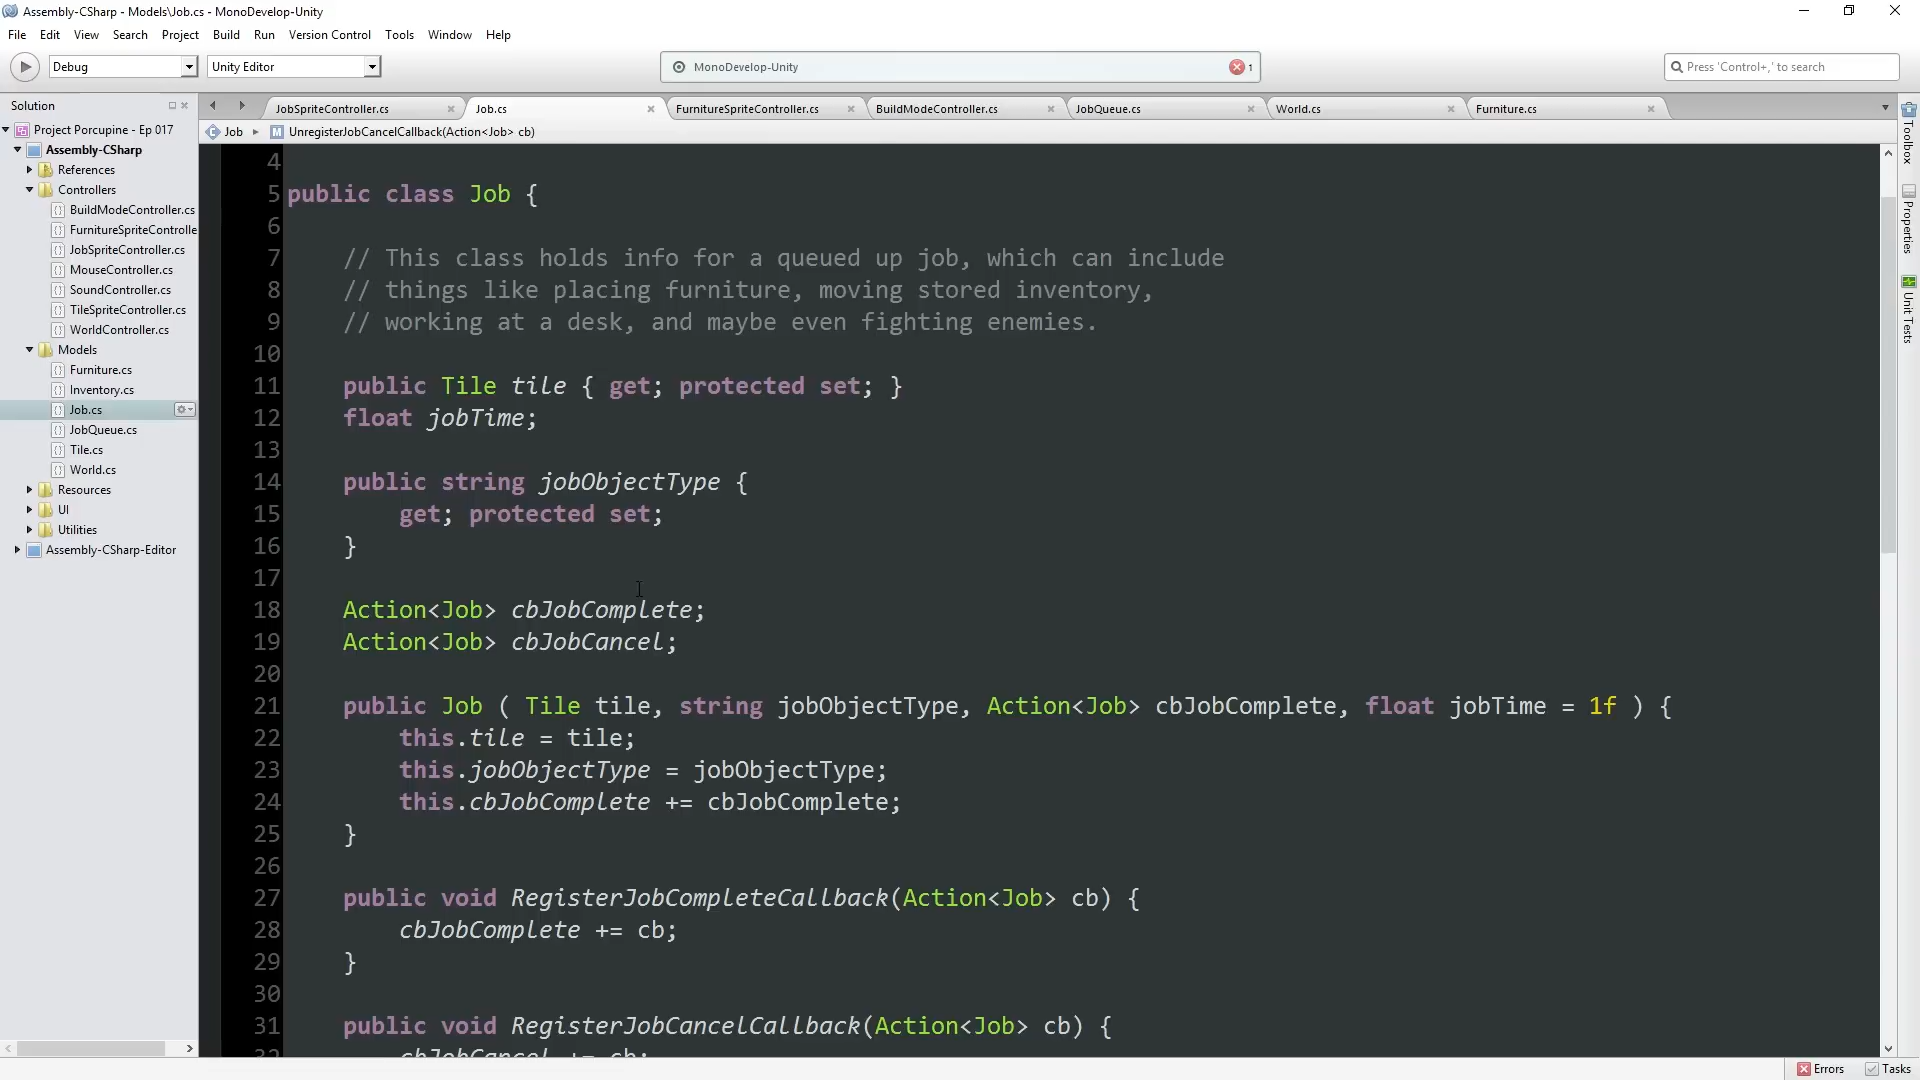 Assembly-CSharp - Models\Job.cs - MonoDevelop-Unity
File Edit View Search Project Build Run Version Control Tools Window Help
Debug Unity Editor MonoDevelop-Unity 1 Press 'Control+,' to search
Solution
Project Porcupine - Ep 017
Assembly-CSharp
References
Controllers
BuildModeController.cs
FurnitureSpriteControlle
JobSpriteController.cs
MouseController.cs
SoundController.cs
TileSpriteController.cs
WorldController.cs
Models
Furniture.cs
Inventory.cs
Job.cs
JobQueue.cs
Tile.cs
World.cs
Resources
UI
Utilities
Assembly-CSharp-Editor
JobSpriteController.cs Job.cs FurnitureSpriteController.cs BuildModeController.cs JobQueue.cs World.cs Furniture.cs
Job UnregisterJobCancelCallback(Action<Job> cb)
4
5 public class Job {
6
7 // This class holds info for a queued up job, which can include
8 // things like placing furniture, moving stored inventory,
9 // working at a desk, and maybe even fighting enemies.
10
11 public Tile tile { get; protected set; }
12 float jobTime;
13
14 public string jobObjectType {
15 get; protected set;
16 }
17
18 Action<Job> cbJobComplete;
19 Action<Job> cbJobCancel;
20
21 public Job ( Tile tile, string jobObjectType, Action<Job> cbJobComplete, float jobTime = 1f ) {
22 this.tile = tile;
23 this.jobObjectType = jobObjectType;
24 this.cbJobComplete += cbJobComplete;
25 }
26
27 public void RegisterJobCompleteCallback(Action<Job> cb) {
28 cbJobComplete += cb;
29 }
30
31 public void RegisterJobCancelCallback(Action<Job> cb) {
32 cbJobCancel += cb;
Toolbox
Properties
Unit Tests
Errors Tasks